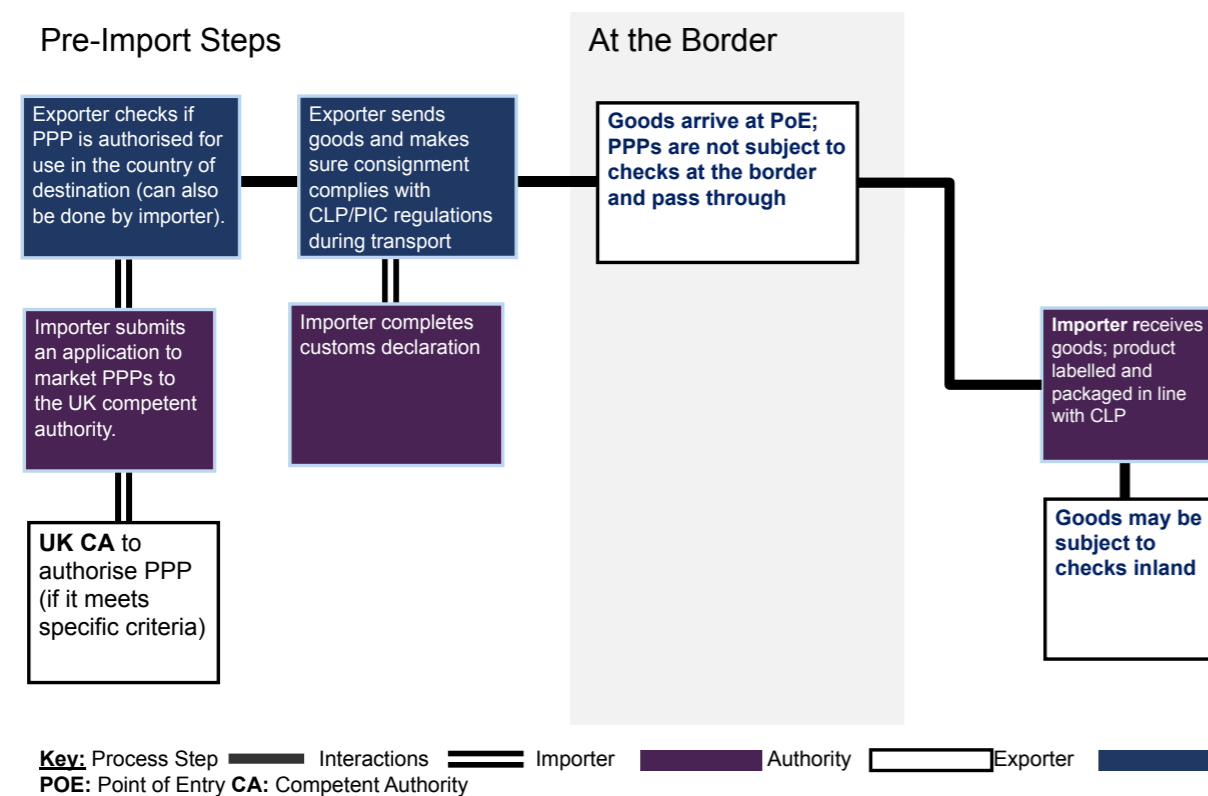 Pre-Import Steps
At the Border
Exporter checks if
PPP is authorised for
use in the country of
destination (can also
be done by importer).
Exporter sends
goods and makes
sure consignment
complies with
CLP/PIC regulations
during transport
Goods arrive at PoE;
PPPs are not subject to
checks at the border
and pass through
Importer submits
an application to
market PPPs to
the UK competent
authority.
Importer completes
customs declaration
Importer receives
goods; product
labelled and
packaged in line
with CLP
UK CA to
authorise PPP
(if it meets
specific criteria)
Goods may be
subject to
checks inland
Key: Process Step Interactions Importer Authority Exporter
POE: Point of Entry CA: Competent Authority